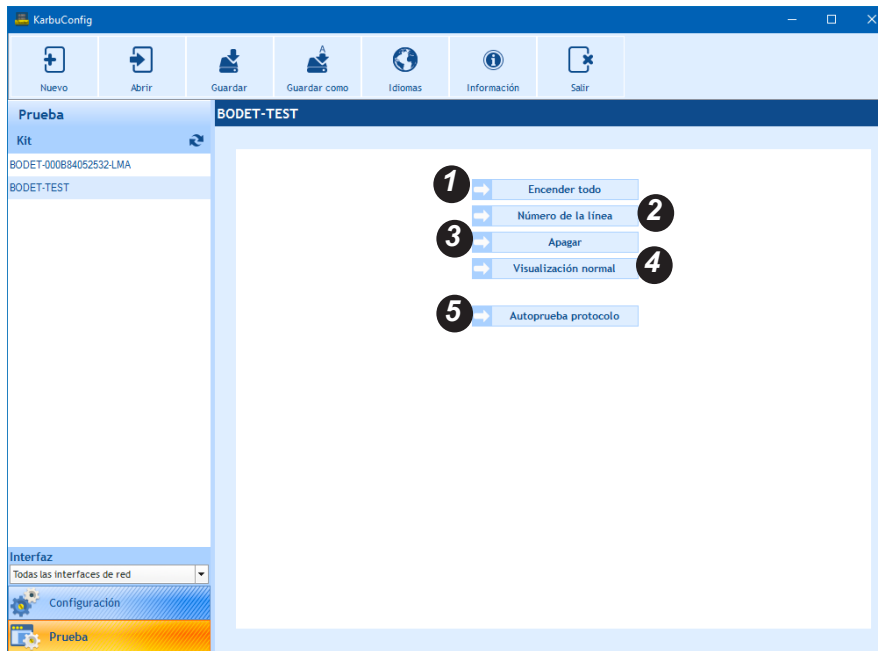 KarbuConfig
Nuevo Abrir Guardar A Guardar como Idiomas Información Salir
Prueba
BODET-TEST
Kit
BODET-000B84052532-LMA
BODET-TEST
1 Encender todo
Número de la línea 2
3 Apagar
Visualización normal 4
5 Autoprueba protocolo
Interfaz
Todas las interfaces de red
Configuración
Prueba